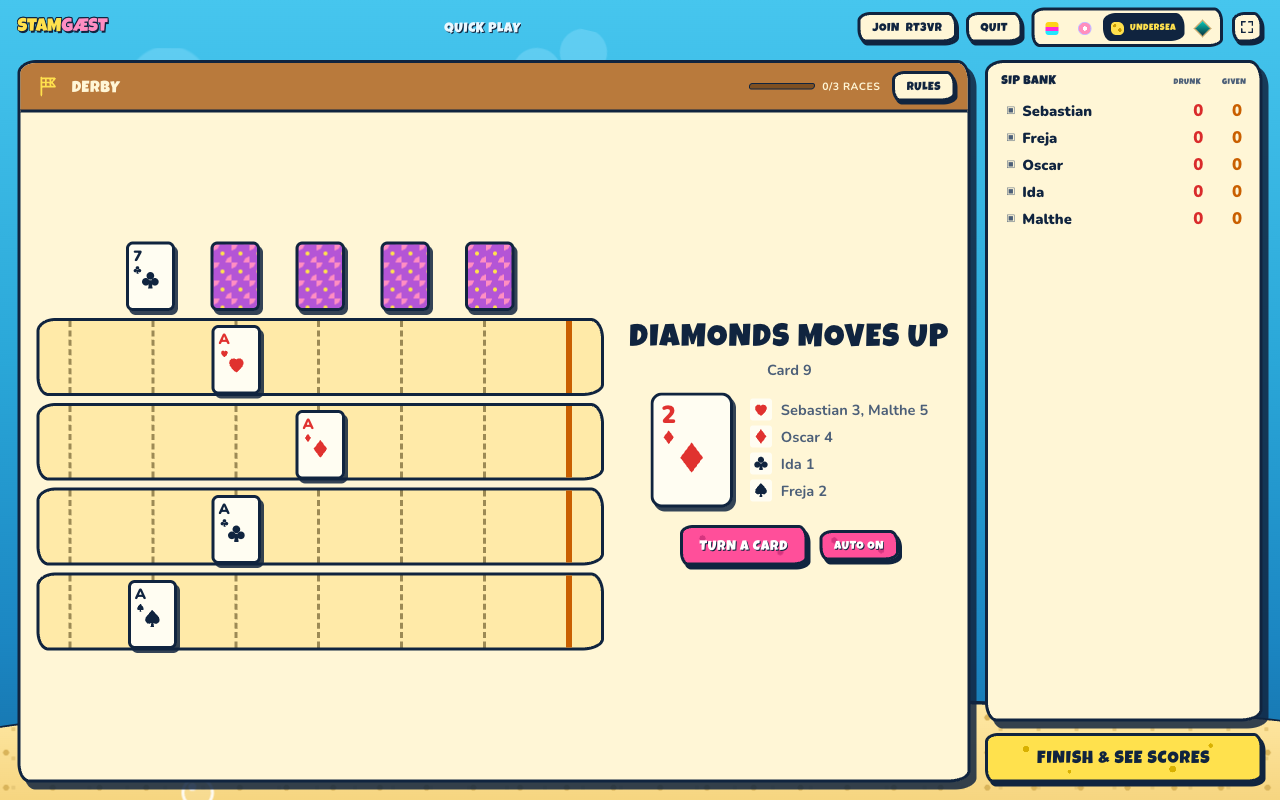 STAMGÆST
QUICK PLAY
JOIN RT3VR
QUIT
UNDERSEA
DERBY
0/3 RACES
RULES
7
A
A
A
A
DIAMONDS MOVES UP
Card 9
2
Sebastian 3, Malthe 5
Oscar 4
Ida 1
Freja 2
TURN A CARD
AUTO ON
SIP BANK
DRUNK
GIVEN
Sebastian 0 0
Freja 0 0
Oscar 0 0
Ida 0 0
Malthe 0 0
FINISH & SEE SCORES